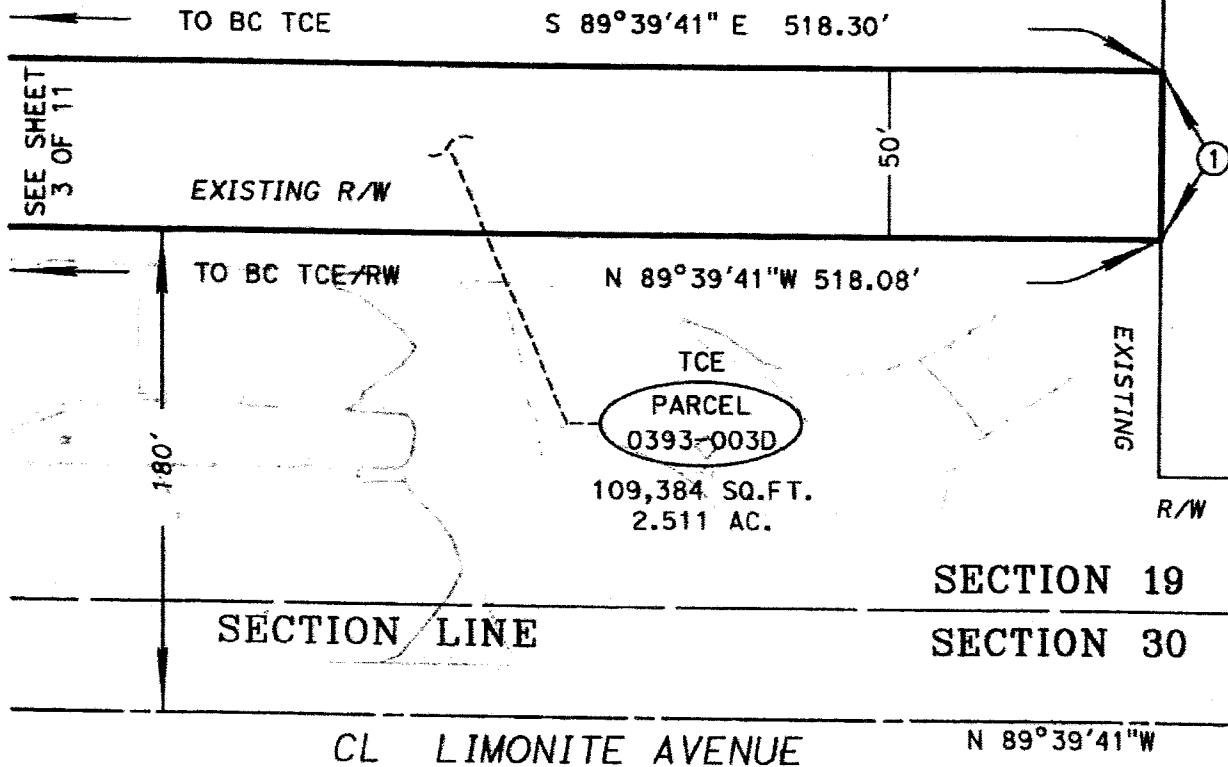 TO BC TCE S 89°39'41" E 518.30'
SEE SHEET
3 OF 11
50'
1
EXISTING R/W
TO BC TCE/RW N 89°39'41"W 518.08'
EXISTING
TCE
PARCEL
0393-003D
109,384 SQ.FT.
2.511 AC.
180'
R/W
SECTION 19
SECTION LINE
SECTION 30
CL LIMONITE AVENUE N 89°39'41"W